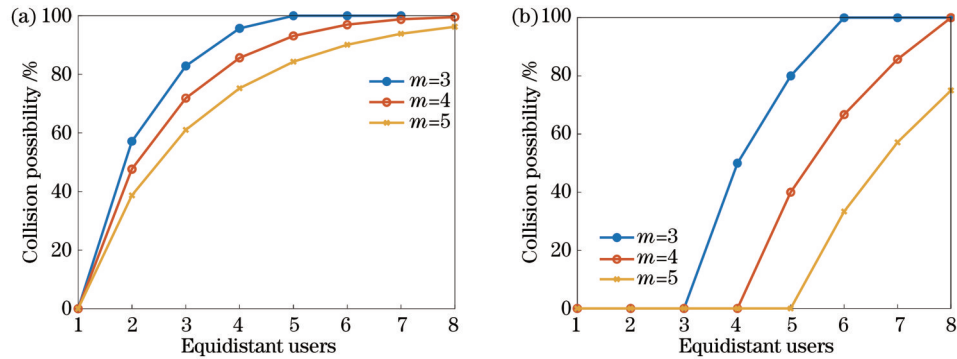 (a)
Collision possibility /%
100
80
60
40
20
0
m=3
m=4
m=5
1 2 3 4 5 6 7 8
Equidistant users
(b)
Collision possibility /%
100
80
60
40
20
0
m=3
m=4
m=5
1 2 3 4 5 6 7 8
Equidistant users